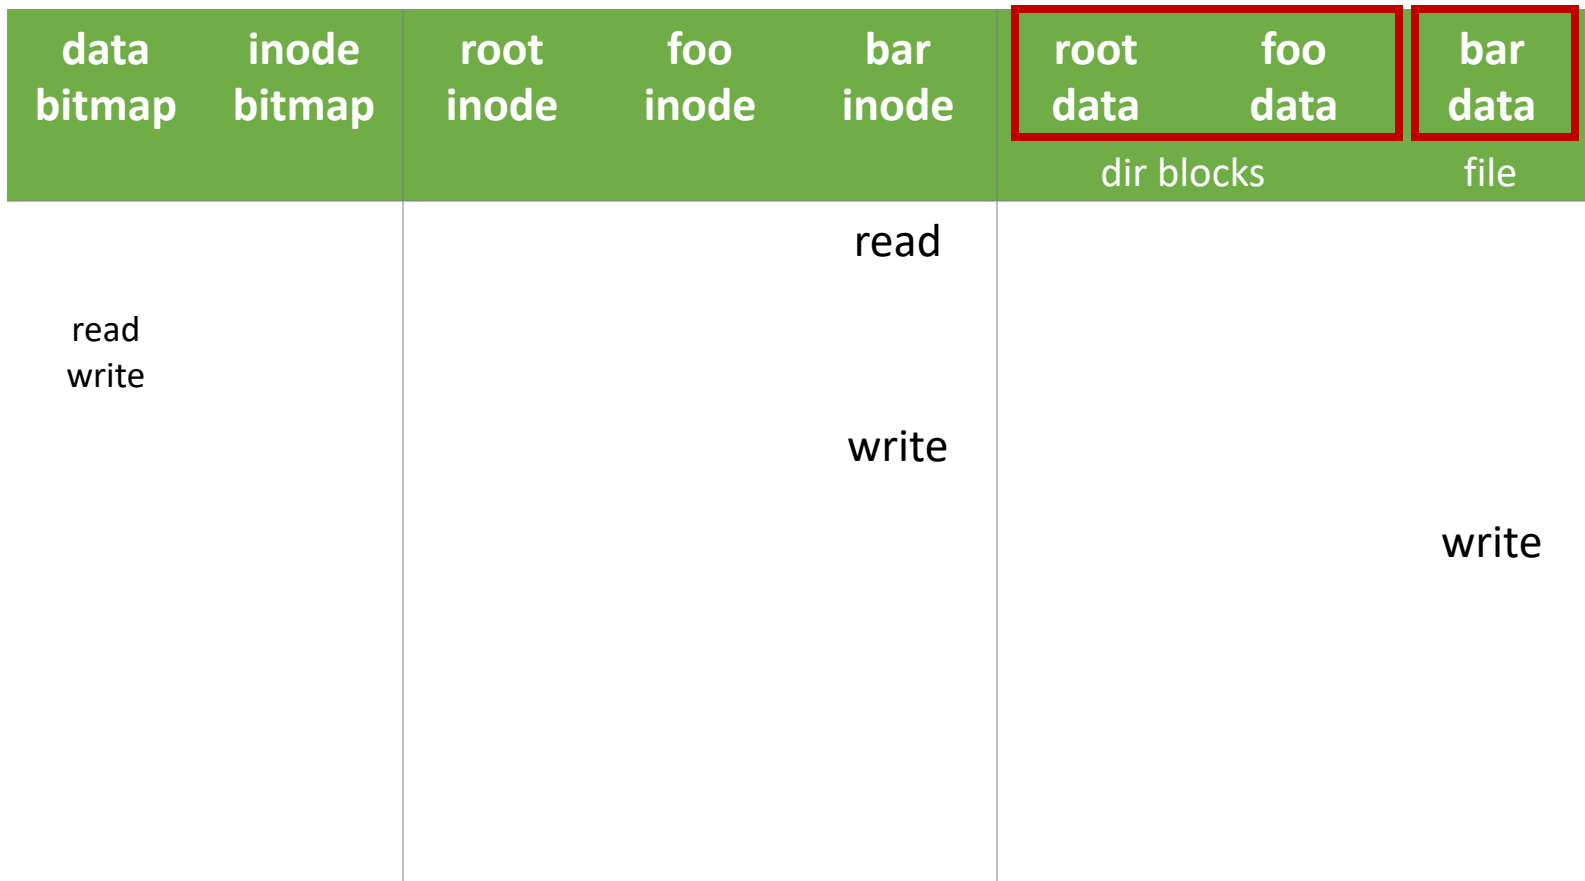 data inode root foo bar root foo bar
bitmap bitmap inode inode inode data data data
dir blocks file
read
read
write
write
write